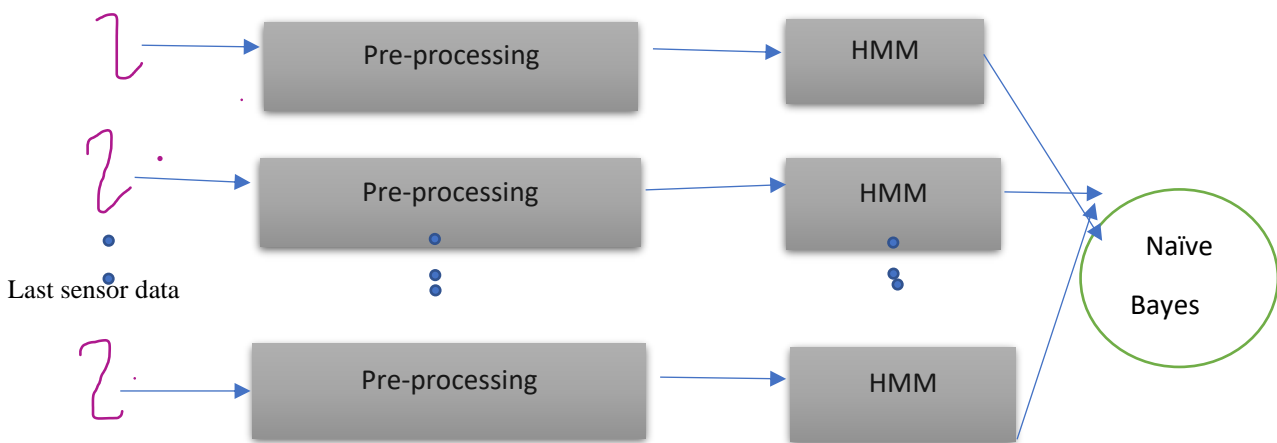 Pre-processing
HMM
Pre-processing
HMM
Naïve
Bayes
Last sensor data
Pre-processing
HMM